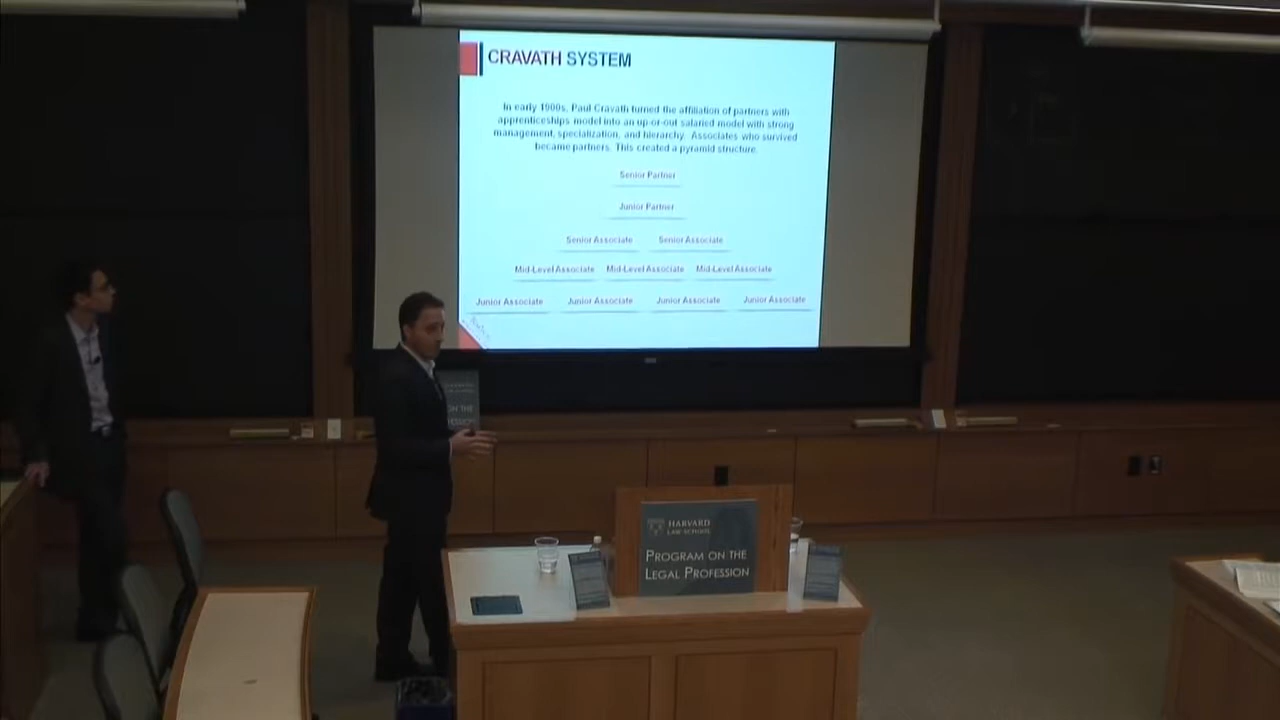 CRAVATH SYSTEM
In early 1900s, Paul Cravath turned the affiliation of partners with
apprenticeships model into an up-or-out salaried model with strong
management, specialization, and hierarchy. Associates who survived
became partners. This created a pyramid structure.
Senior Partner
Junior Partner
Senior Associate Senior Associate
Mid-Level Associate Mid-Level Associate Mid-Level Associate
Junior Associate Junior Associate Junior Associate Junior Associate
ON THE
HARVARD
LAW SCHOOL
PROGRAM ON THE
LEGAL PROFESSION